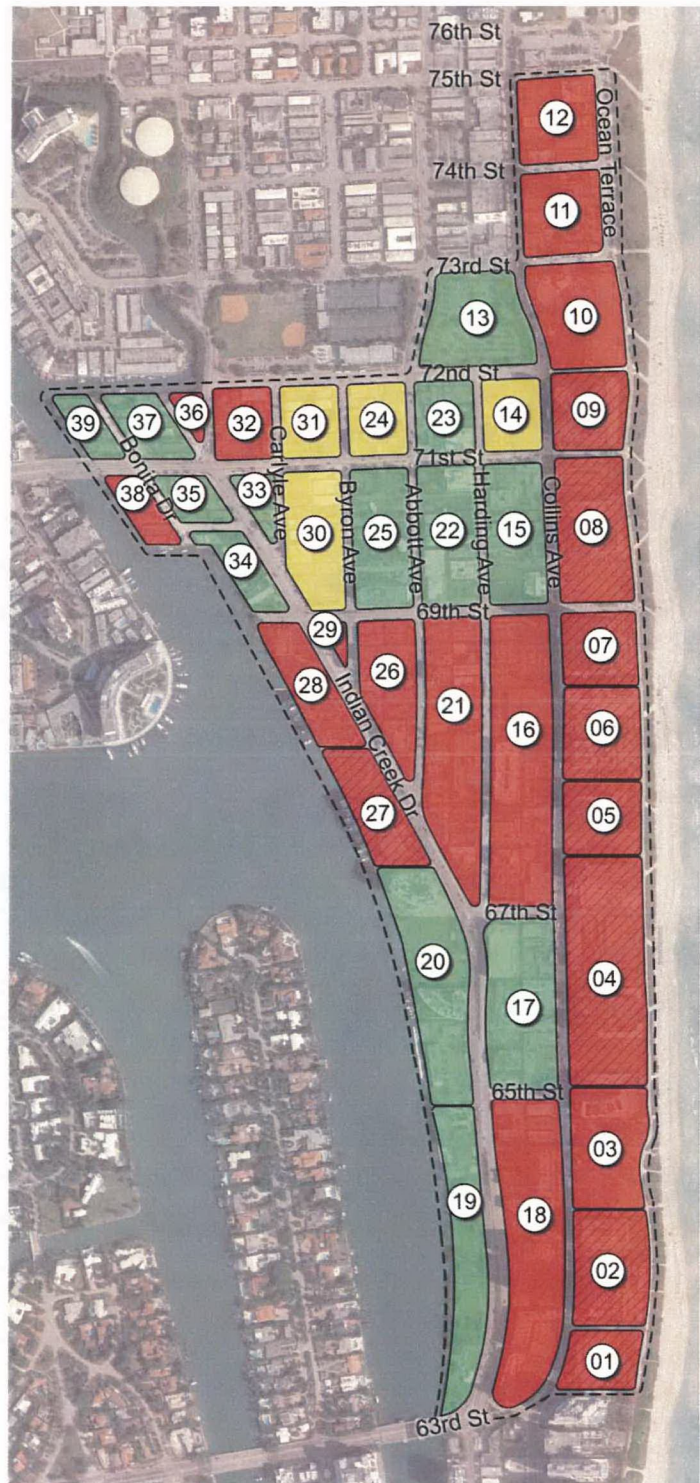 76th St
75th St
Ocean Terrace
12
74th St
11
73rd St
13
10
72nd St
39
37
36
32
31
24
23
14
09
Bonita Dr
Carlyle Ave
71st St
38
35
33
30
Byron Ave
25
Abbott Ave
22
Harding Ave
15
Collins Ave
08
34
69th St
29
28
26
21
16
07
06
Indian Creek Dr
27
05
67th St
20
17
04
65th St
03
19
18
02
01
63rd St